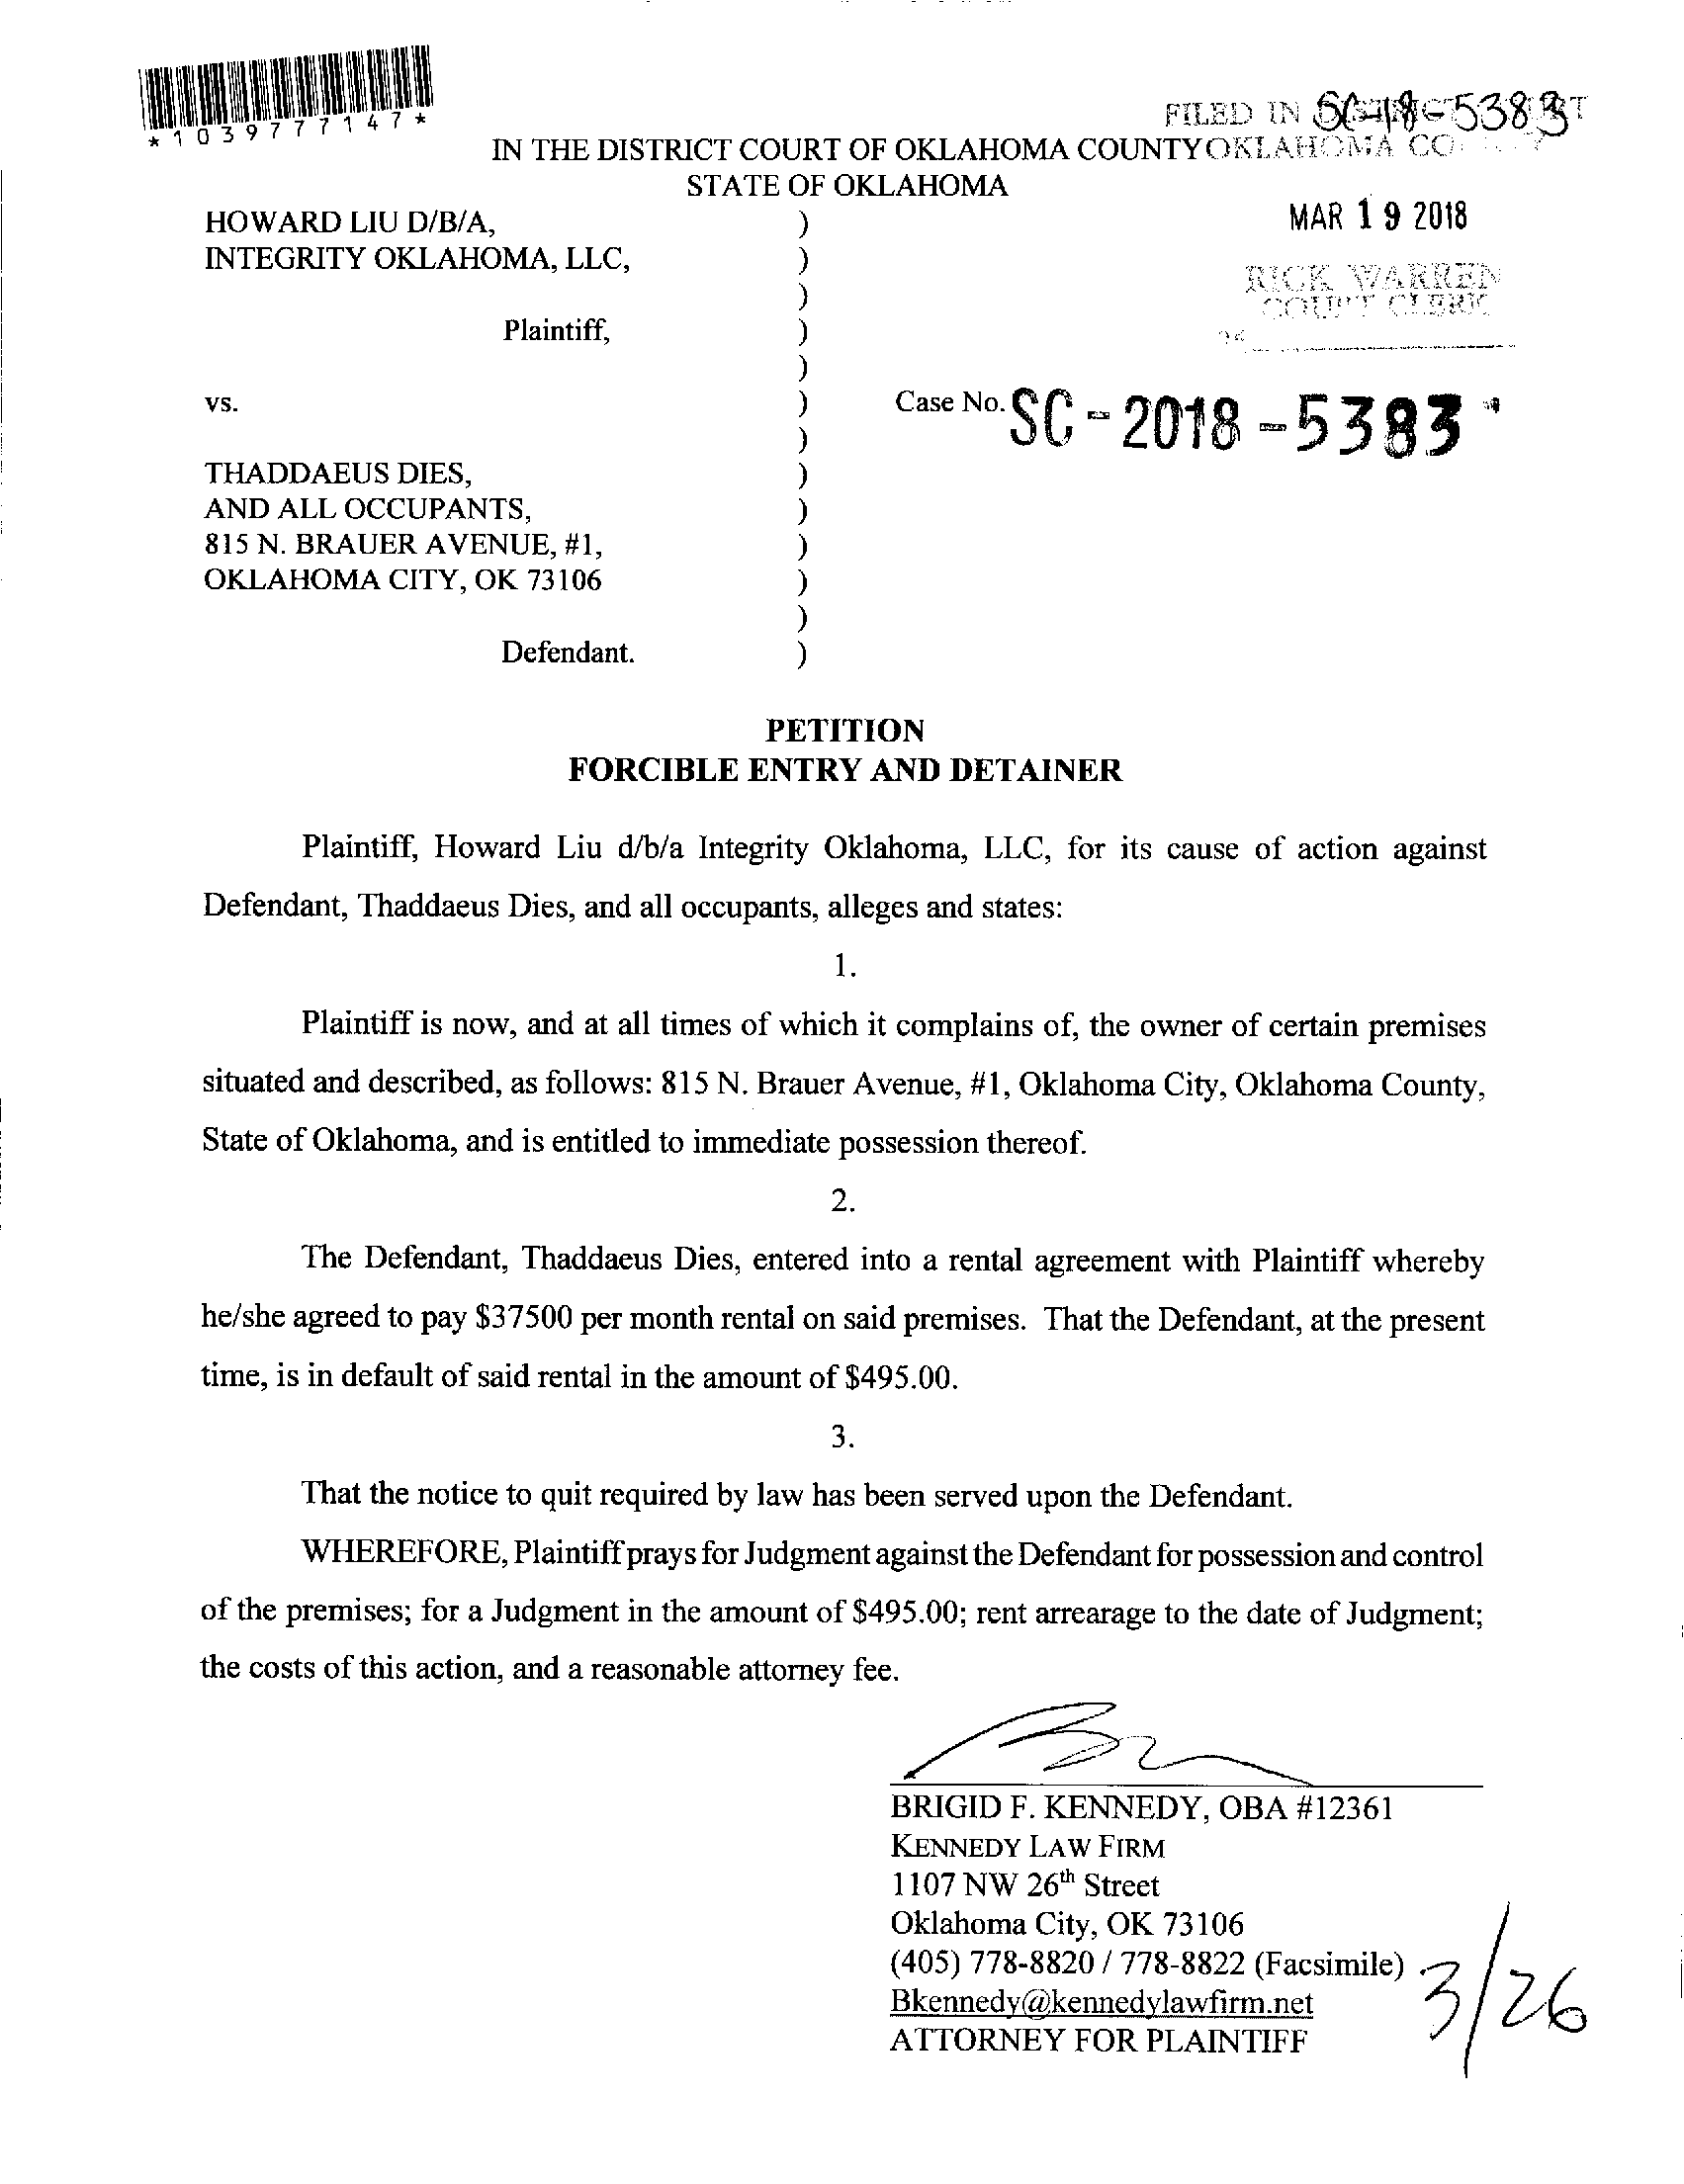 *1039777147*
SC-18-5383
FILED IN DISTRICT COURT
IN THE DISTRICT COURT OF OKLAHOMA COUNTY
OKLAHOMA CO
STATE OF OKLAHOMA
MAR 19 2018
RICK WARREN
COURT CLERK
HOWARD LIU D/B/A, )
INTEGRITY OKLAHOMA, LLC, )
)
Plaintiff, )
)
vs. )
Case No. SC-2018-5383
)
THADDAEUS DIES, )
AND ALL OCCUPANTS, )
815 N. BRAUER AVENUE, #1, )
OKLAHOMA CITY, OK 73106 )
)
Defendant. )
PETITION
FORCIBLE ENTRY AND DETAINER
Plaintiff, Howard Liu d/b/a Integrity Oklahoma, LLC, for its cause of action against
Defendant, Thaddaeus Dies, and all occupants, alleges and states:
1.
Plaintiff is now, and at all times of which it complains of, the owner of certain premises
situated and described, as follows: 815 N. Brauer Avenue, #1, Oklahoma City, Oklahoma County,
State of Oklahoma, and is entitled to immediate possession thereof.
2.
The Defendant, Thaddaeus Dies, entered into a rental agreement with Plaintiff whereby
he/she agreed to pay $37500 per month rental on said premises. That the Defendant, at the present
time, is in default of said rental in the amount of $495.00.
3.
That the notice to quit required by law has been served upon the Defendant.
WHEREFORE, Plaintiff prays for Judgment against the Defendant for possession and control
of the premises; for a Judgment in the amount of $495.00; rent arrearage to the date of Judgment;
the costs of this action, and a reasonable attorney fee.
BRIGID F. KENNEDY, OBA #12361
KENNEDY LAW FIRM
1107 NW 26th Street
Oklahoma City, OK 73106
(405) 778-8820 / 778-8822 (Facsimile)
Bkennedy@kennedylawfirm.net
ATTORNEY FOR PLAINTIFF
3/26